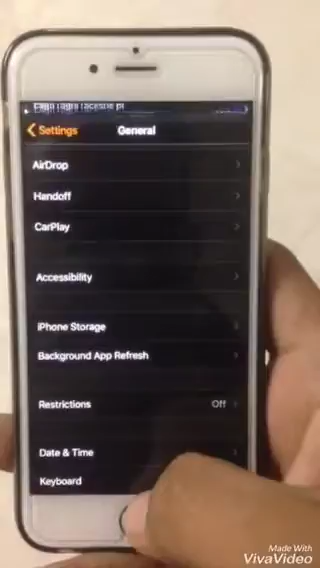 Settings
General
AirDrop
Handoff
CarPlay
Accessibility
iPhone Storage
Background App Refresh
Restrictions
Off
Date & Time
Keyboard
Made With
VivaVideo